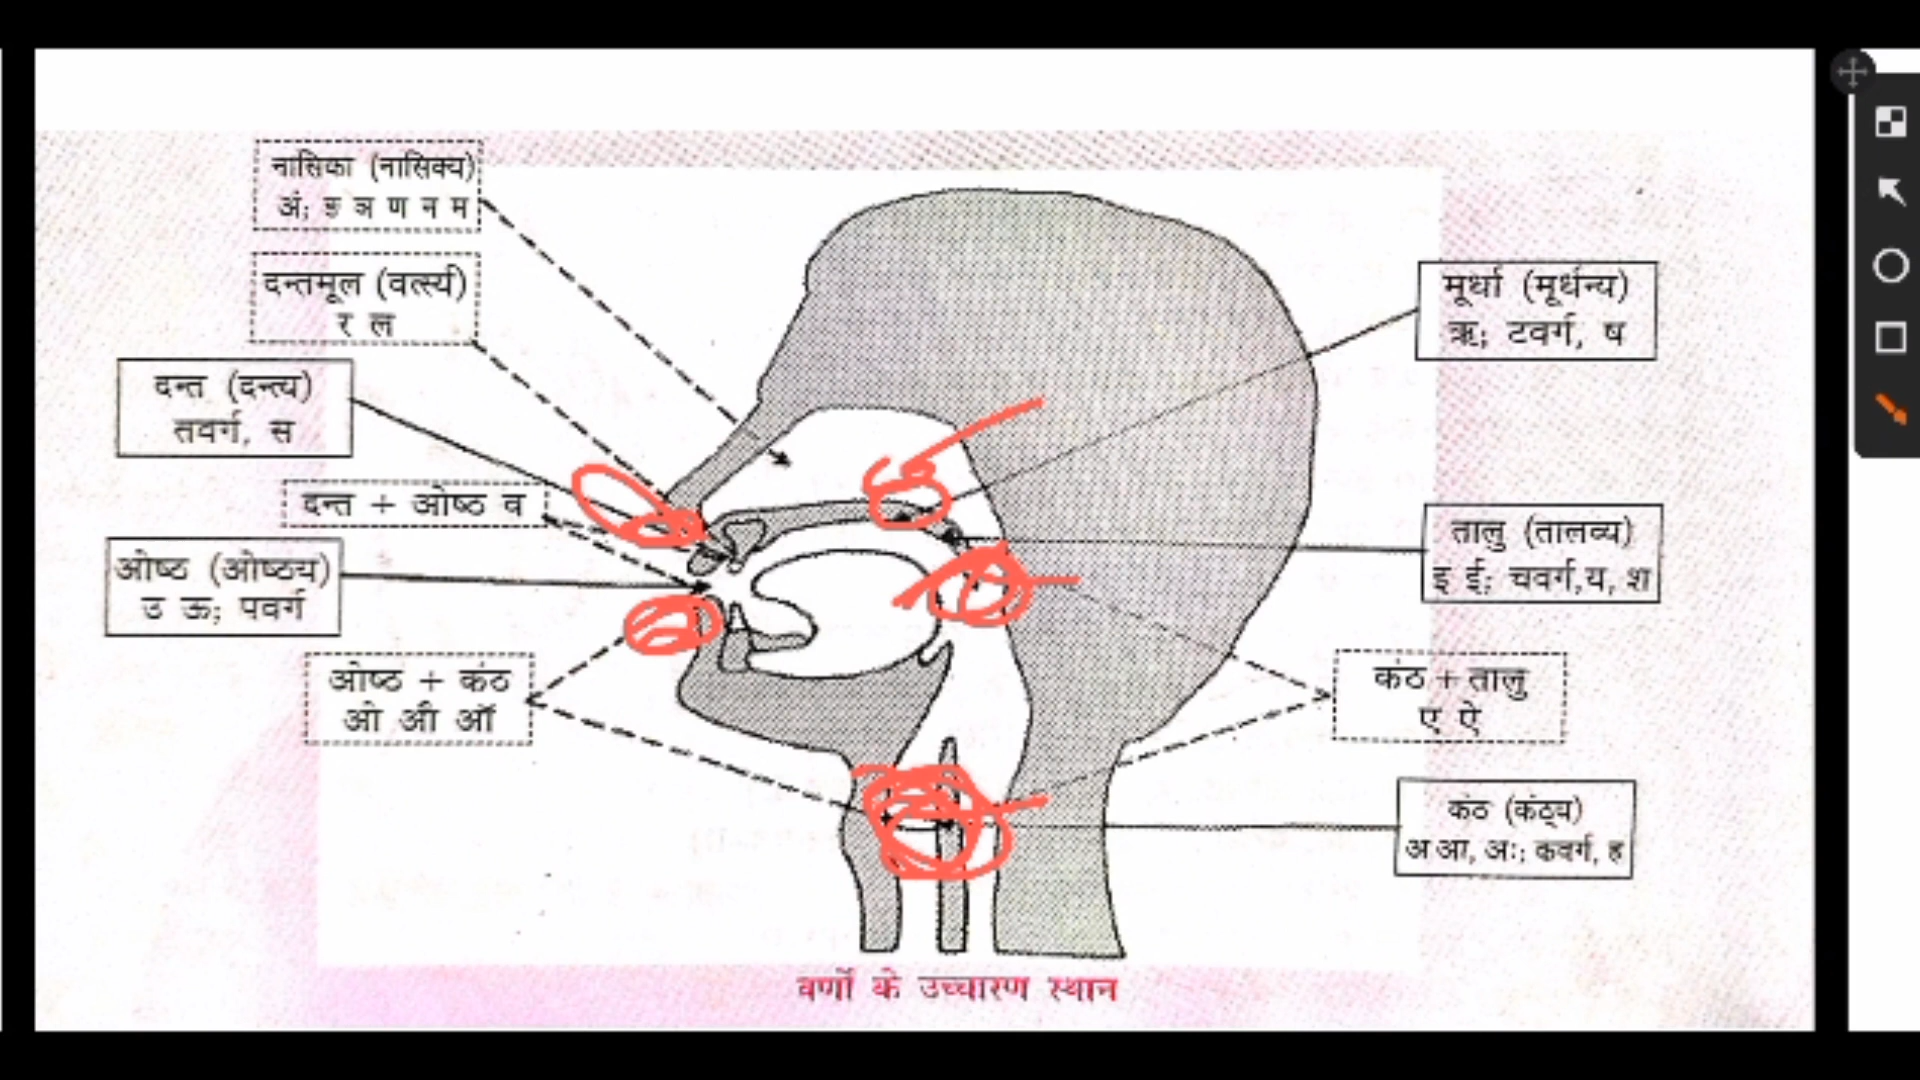 नासिका (नासिक्य)
अं; ङ ञ ण न म
दन्तमूल (वर्त्स्य)
र ल
दन्त (दन्त्य)
तवर्ग, स
दन्त + ओष्ठ व
ओष्ठ (ओष्ठ्य)
उ ऊ; पवर्ग
ओष्ठ + कंठ
ओ औ ऑ
मूर्धा (मूर्धन्य)
ऋ; टवर्ग, ष
तालु (तालव्य)
इ ई; चवर्ग,य, श
कंठ + तालु
ए ऐ
कंठ (कंठ्य)
अ आ, अः; कवर्ग, ह
वर्णों के उच्चारण स्थान